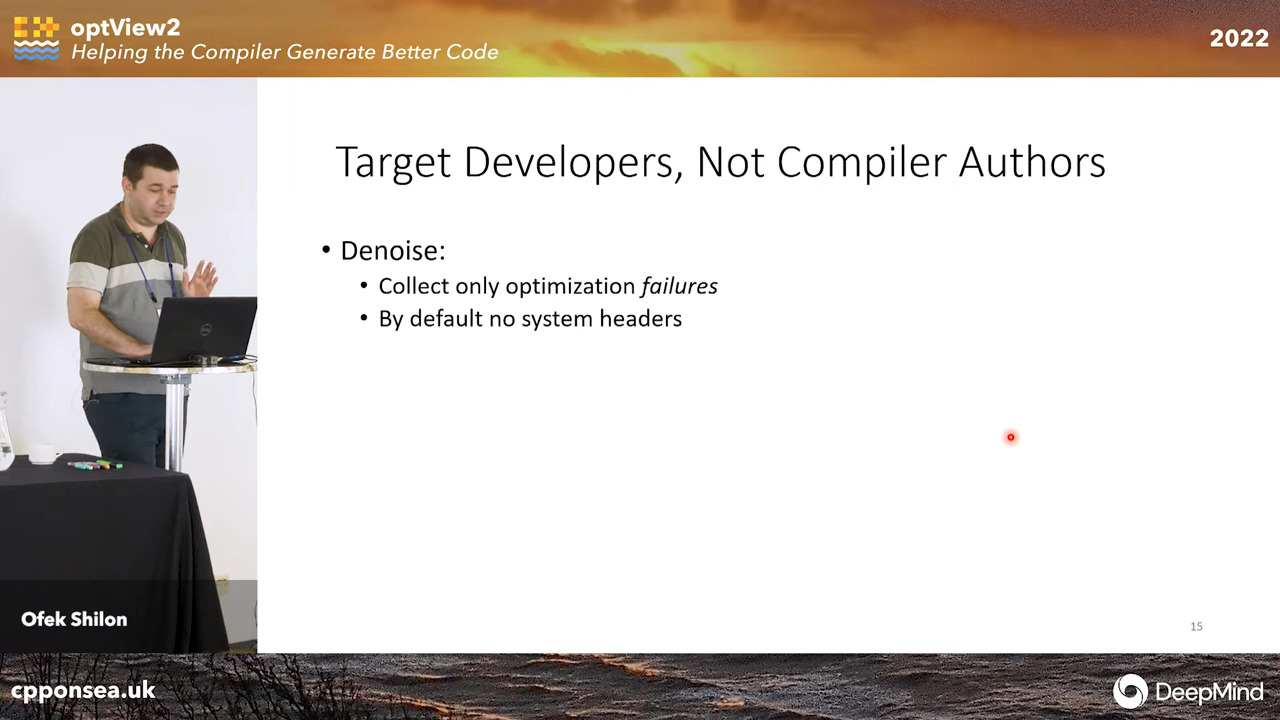 optView2
Helping the Compiler Generate Better Code
2022
Target Developers, Not Compiler Authors
• Denoise:
• Collect only optimization failures
• By default no system headers
15
Ofek Shilon
cpponsea.uk
DeepMind